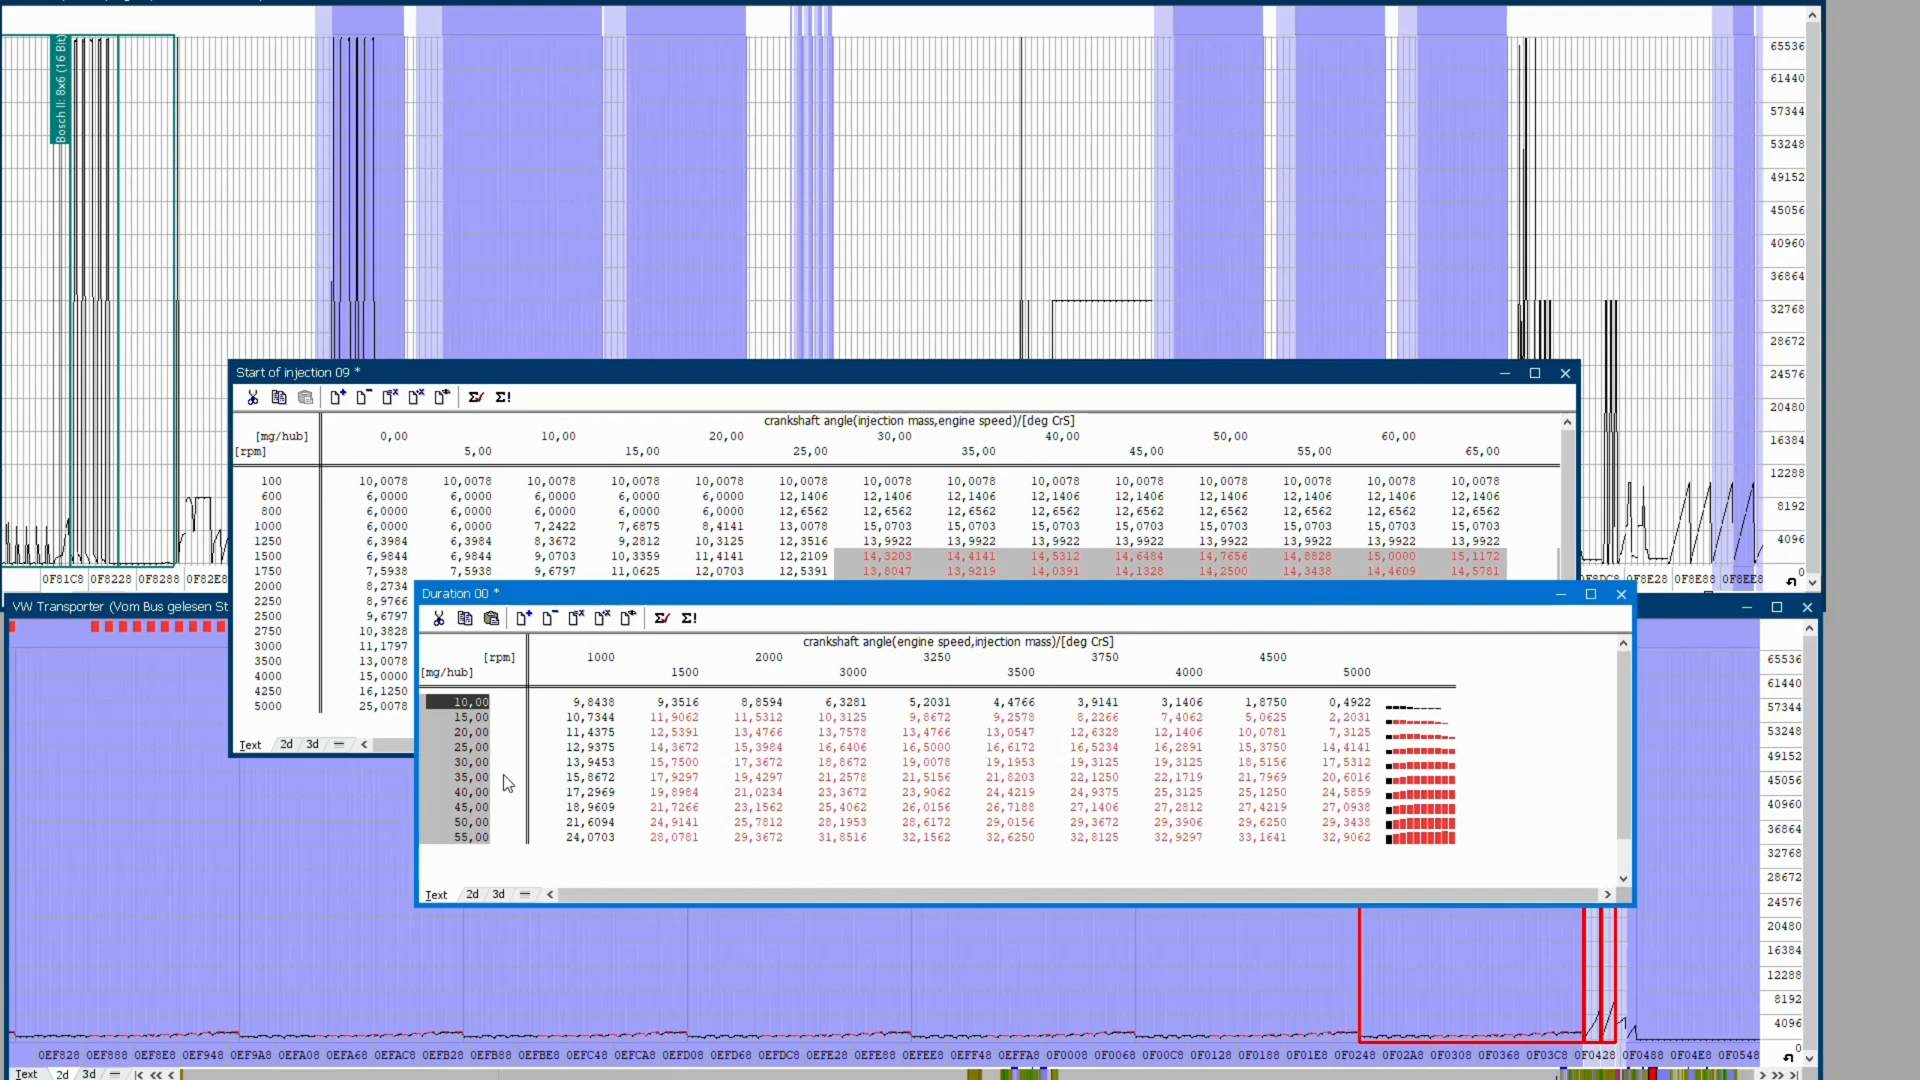 Bosch II: 8x6 (16 Bit)
65536
61440
57344
53248
49152
45056
40960
36864
32768
28672
24576
20480
16384
12288
8192
4096
0
0F81C8 0F8228 0F8288 0F82E8
0F8E28 0F8E88 0F8EE8
Start of injection 09 *
crankshaft angle(injection mass,engine speed)/[deg CrS]
[mg/hub] 0,00 10,00 20,00 30,00 40,00 50,00 60,00
[rpm] 5,00 15,00 25,00 35,00 45,00 55,00 65,00
100 10,0078 10,0078 10,0078 10,0078 10,0078 10,0078 10,0078 10,0078 10,0078 10,0078 10,0078 10,0078 10,0078 10,0078
600 6,0000 6,0000 6,0000 6,0000 6,0000 12,1406 12,1406 12,1406 12,1406 12,1406 12,1406 12,1406 12,1406 12,1406
800 6,0000 6,0000 6,0000 6,0000 6,0000 12,6562 12,6562 12,6562 12,6562 12,6562 12,6562 12,6562 12,6562 12,6562
1000 6,0000 6,0000 7,2422 7,6875 8,4141 13,0078 15,0703 15,0703 15,0703 15,0703 15,0703 15,0703 15,0703 15,0703
1250 6,3984 6,3984 8,3672 9,2812 10,3125 12,3516 13,9922 13,9922 13,9922 13,9922 13,9922 13,9922 13,9922 13,9922
1500 6,9844 6,9844 9,0703 10,3359 11,4141 12,2109 14,3203 14,4141 14,5312 14,6484 14,7656 14,8828 15,0000 15,1172
1750 7,5938 7,5938 9,6797 11,0625 12,0703 12,5391 13,8047 13,9219 14,0391 14,1328 14,2500 14,3438 14,4609 14,5781
2000 8,2734
2250 8,9766
2500 9,6797
2750 10,3828
3000 11,1797
3500 13,0078
4000 15,0000
4250 16,1250
5000 25,0078
Text 2d 3d
Duration 00 *
crankshaft angle(engine speed,injection mass)/[deg CrS]
[rpm] 1000 2000 3250 3750 4500
[mg/hub] 1500 3000 3500 4000 5000
10,00 9,8438 9,3516 8,8594 6,3281 5,2031 4,4766 3,9141 3,1406 1,8750 0,4922
15,00 10,7344 11,9062 11,5312 10,3125 9,8672 9,2578 8,2266 7,4062 5,0625 2,2031
20,00 11,4375 12,5391 13,4766 13,7578 13,4766 13,0547 12,6328 12,1406 10,0781 7,3125
25,00 12,9375 14,3672 15,3984 16,6406 16,5000 16,6172 16,5234 16,2891 15,3750 14,4141
30,00 13,9453 15,7500 17,3672 18,8672 19,0078 19,1953 19,3125 19,3125 18,5156 17,5312
35,00 15,8672 17,9297 19,4297 21,2578 21,5156 21,8203 22,1250 22,1719 21,7969 20,6016
40,00 17,2969 19,8984 21,0234 23,3672 23,9062 24,4219 24,9375 25,3125 25,1250 24,5859
45,00 18,9609 21,7266 23,1562 25,4062 26,0156 26,7188 27,1406 27,2812 27,4219 27,0938
50,00 21,6094 24,9141 25,7812 28,1953 28,6172 29,0156 29,3672 29,3906 29,6250 29,3438
55,00 24,0703 28,0781 29,3672 31,8516 32,1562 32,6250 32,8125 32,9297 33,1641 32,9062
Text 2d 3d
VW Transporter (Vom Bus gelesen St
65536
61440
57344
53248
49152
45056
40960
36864
32768
28672
24576
20480
16384
12288
8192
4096
0
0EF828 0EF888 0EF8E8 0EF948 0EF9A8 0EFA08 0EFA68 0EFAC8 0EFB28 0EFB88 0EFBE8 0EFC48 0EFCA8 0EFD08 0EFD68 0EFDC8 0EFE28 0EFE88 0EFEE8 0EFF48 0EFFA8 0F0008 0F0068 0F00C8 0F0128 0F0188 0F01E8 0F0248 0F02A8 0F0308 0F0368 0F03C8 0F0428 0F0488 0F04E8 0F0548
Text 2d 3d